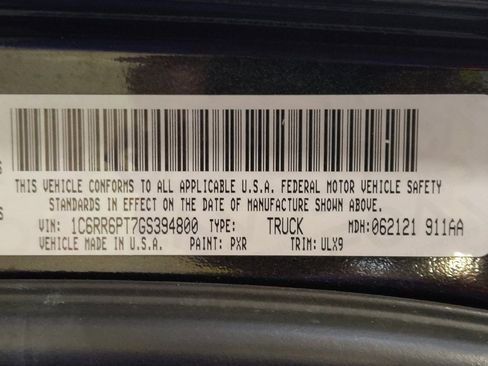 THIS VEHICLE CONFORMS TO ALL APPLICABLE U.S.A. FEDERAL MOTOR VEHICLE SAFETY
STANDARDS IN EFFECT ON THE DATE OF MANUFACTURE SHOWN ABOVE
VIN: 1C6RR6PT7GS394800 TYPE: TRUCK MDH: 062121 911AA
VEHICLE MADE IN U.S.A. PAINT: PXR TRIM: ULX9